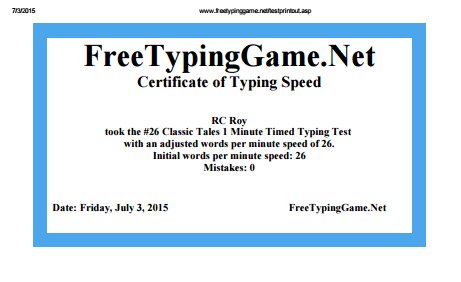 7/3/2015 www.freetypinggame.net/testprintout.asp
FreeTypingGame.Net
Certificate of Typing Speed
RC Roy
took the #26 Classic Tales 1 Minute Timed Typing Test
with an adjusted words per minute speed of 26.
Initial words per minute speed: 26
Mistakes: 0
Date: Friday, July 3, 2015 FreeTypingGame.Net